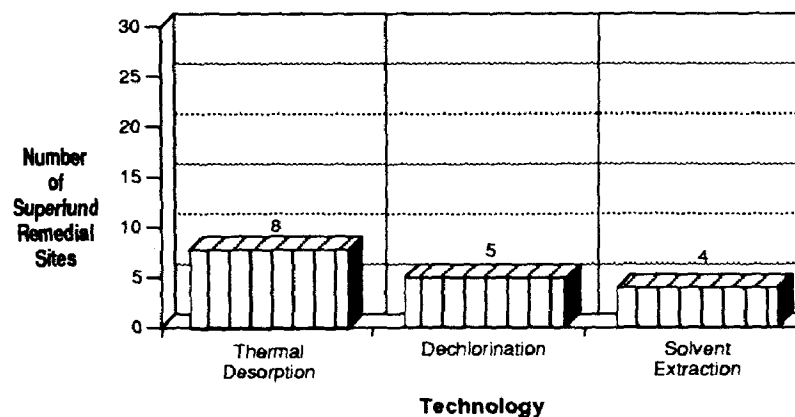 30
25
20
15
10
5
0
Number
of
Superfund
Remedial
Sites
8
5
4
Thermal
Desorption
Dechlorination
Solvent
Extraction
Technology